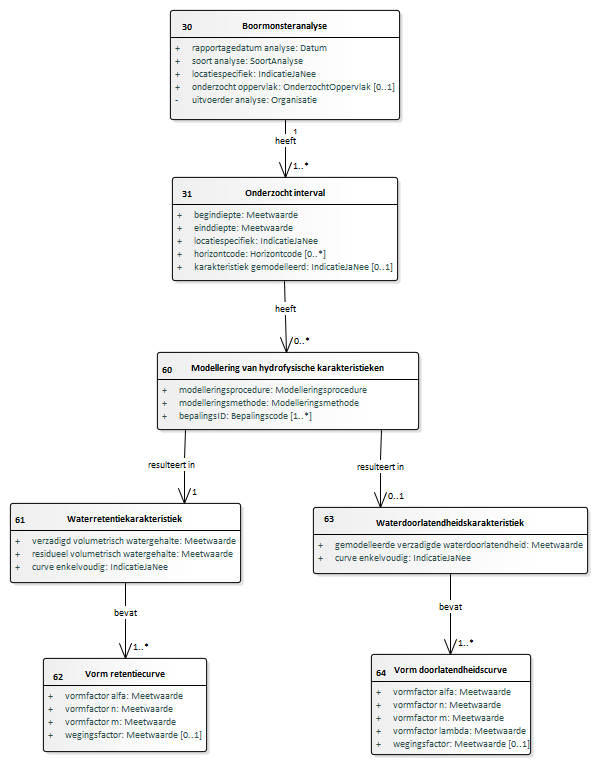 30 Boormonsteranalyse
+ rapportagedatum analyse: Datum
+ soort analyse: SoortAnalyse
+ locatiespecifiek: IndicatieJaNee
+ onderzocht oppervlak: OnderzochtOppervlak [0..1]
- uitvoerder analyse: Organisatie
1
heeft
1..*
31 Onderzocht interval
+ begindiepte: Meetwaarde
+ einddiepte: Meetwaarde
+ locatiespecifiek: IndicatieJaNee
+ horizontcode: Horizontcode [0..*]
+ karakteristiek gemodelleerd: IndicatieJaNee [0..1]
heeft
0..*
60 Modellering van hydrofysische karakteristieken
+ modelleringsprocedure: Modelleringsprocedure
+ modelleringsmethode: Modelleringsmethode
+ bepalingsID: Bepalingscode [1..*]
resulteert in
1
resulteert in
0..1
61 Waterretentiekarakteristiek
+ verzadigd volumetrisch watergehalte: Meetwaarde
+ residueel volumetrisch watergehalte: Meetwaarde
+ curve enkelvoudig: IndicatieJaNee
63 Waterdoorlatendheidskarakteristiek
+ gemodelleerde verzadigde waterdoorlatendheid: Meetwaarde
+ curve enkelvoudig: IndicatieJaNee
bevat
1..*
bevat
1..*
62 Vorm retentiecurve
+ vormfactor alfa: Meetwaarde
+ vormfactor n: Meetwaarde
+ vormfactor m: Meetwaarde
+ wegingsfactor: Meetwaarde [0..1]
64 Vorm doorlatendheidscurve
+ vormfactor alfa: Meetwaarde
+ vormfactor n: Meetwaarde
+ vormfactor m: Meetwaarde
+ vormfactor lambda: Meetwaarde
+ wegingsfactor: Meetwaarde [0..1]